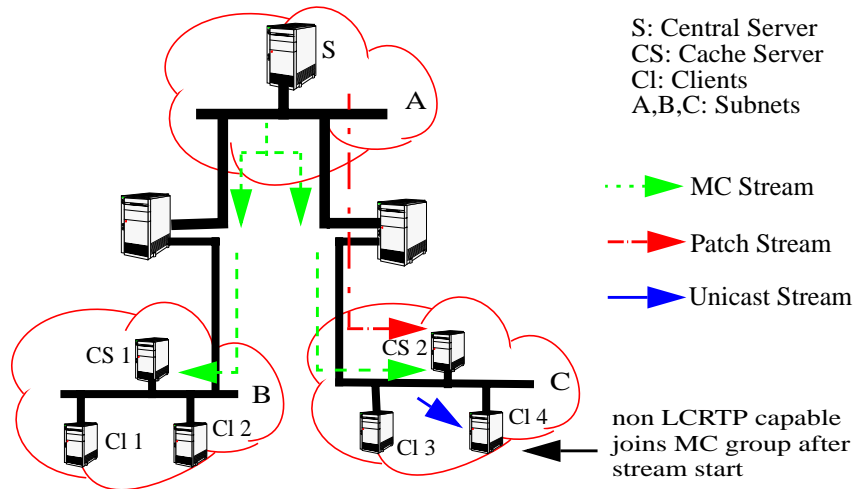 S
A
S: Central Server
CS: Cache Server
Cl: Clients
A,B,C: Subnets
MC Stream
Patch Stream
Unicast Stream
CS 1
B
Cl 1
Cl 2
CS 2
C
Cl 3
Cl 4
non LCRTP capable
joins MC group after
stream start